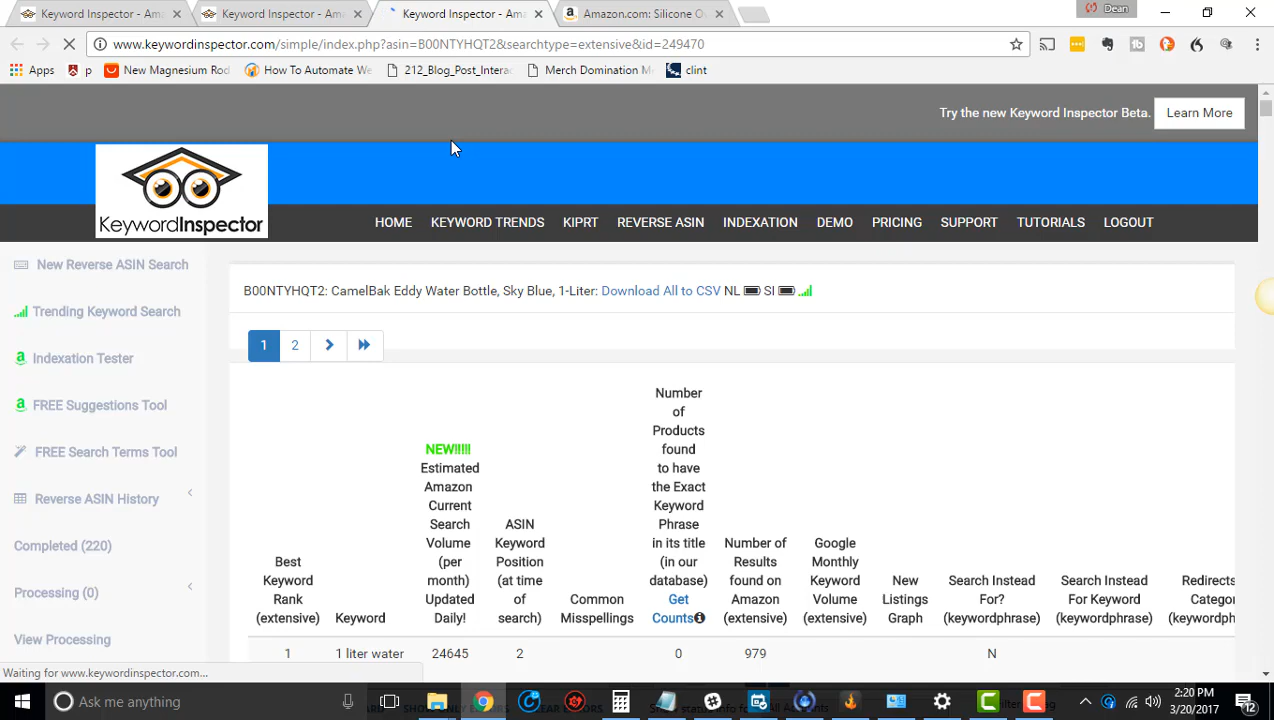 Keyword Inspector - Ama
Keyword Inspector - Ama
Keyword Inspector - Ama
Amazon.com: Silicone Ov
Dean
www.keywordinspector.com/simple/index.php?asin=B00NTYHQT2&searchtype=extensive&id=249470
Apps
p
New Magnesium Rod
How To Automate We
212_Blog_Post_Interac
Merch Domination M
clint
Try the new Keyword Inspector Beta.
Learn More
KeywordInspector
HOME
KEYWORD TRENDS
KIPRT
REVERSE ASIN
INDEXATION
DEMO
PRICING
SUPPORT
TUTORIALS
LOGOUT
New Reverse ASIN Search
Trending Keyword Search
Indexation Tester
FREE Suggestions Tool
FREE Search Terms Tool
Reverse ASIN History
Completed (220)
Processing (0)
View Processing
B00NTYHQT2: CamelBak Eddy Water Bottle, Sky Blue, 1-Liter: Download All to CSV NL SI
1
2
Best
Keyword
Rank
(extensive)
Keyword
NEW!!!!!
Estimated
Amazon
Current
Search
Volume
(per
month)
Updated
Daily!
ASIN
Keyword
Position
(at time
of
search)
Common
Misspellings
Number
of
Products
found
to have
the Exact
Keyword
Phrase
in its title
(in our
database)
Get
Counts
Number of
Results
found on
Amazon
(extensive)
Google
Monthly
Keyword
Volume
(extensive)
New
Listings
Graph
Search Instead
For?
(keywordphrase)
Search Instead
For Keyword
(keywordphrase)
Redirects
Categor
(keywordph
1
1 liter water
24645
2
0
979
N
Waiting for www.keywordinspector.com...
Ask me anything
2:20 PM
3/20/2017
12